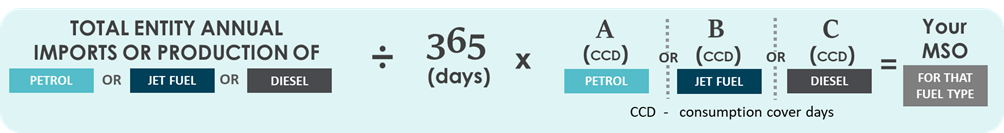 TOTAL ENTITY ANNUAL
IMPORTS OR PRODUCTION OF
PETROL OR JET FUEL OR DIESEL
÷
365
(days)
x
A
(CCD)
PETROL
OR
B
(CCD)
JET FUEL
OR
C
(CCD)
DIESEL
=
Your
MSO
FOR THAT
FUEL TYPE
CCD - consumption cover days